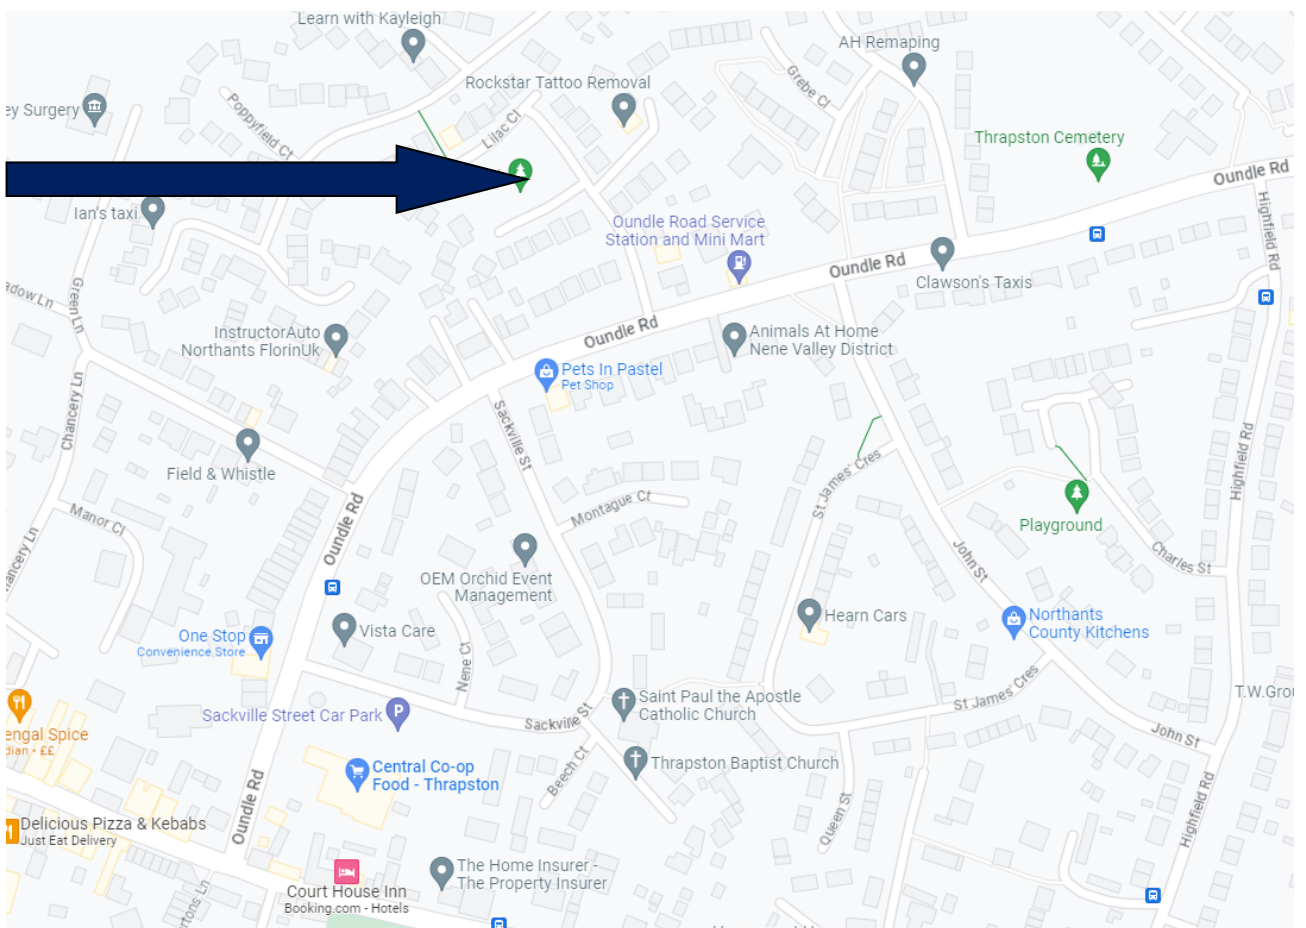 Learn with Kayleigh
AH Remaping
Rockstar Tattoo Removal
Grebe Cl
ey Surgery
Poppyfield Ct
Lilac Cl
Thrapston Cemetery
Oundle Rd
Ian's taxi
Highfield Rd
Oundle Road Service
Station and Mini Mart
Oundle Rd
Clawson's Taxis
adow Ln
Green Ln
InstructorAuto
Northants FlorinUk
Oundle Rd
Animals At Home
Nene Valley District
Pets In Pastel
Pet Shop
Chancery Ln
Sackville St
Field & Whistle
St James' Cres
Highfield Rd
Montague Ct
Oundle Rd
Manor Cl
Playground
hancery Ln
John St
Charles St
OEM Orchid Event
Management
One Stop
Convenience Store
Vista Care
Hearn Cars
Northants
County Kitchens
Nene Ct
St James' Cres
T.W.Grou
Saint Paul the Apostle
Catholic Church
Sackville Street Car Park
P
Sackville St
engal Spice
dian • ££
John St
Thrapston Baptist Church
Beech Ct
Central Co-op
Food - Thrapston
Oundle Rd
Queen St
Highfield Rd
Delicious Pizza & Kebabs
Just Eat Delivery
The Home Insurer -
The Property Insurer
Court House Inn
Booking.com - Hotels
rtons Ln